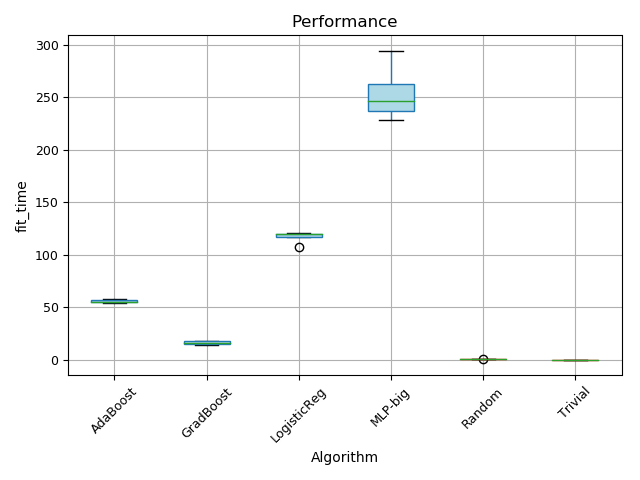 Performance
300
250
200
150
100
50
0
fit_time
AdaBoost
GradBoost
LogisticReg
MLP-big
Random
Trivial
Algorithm